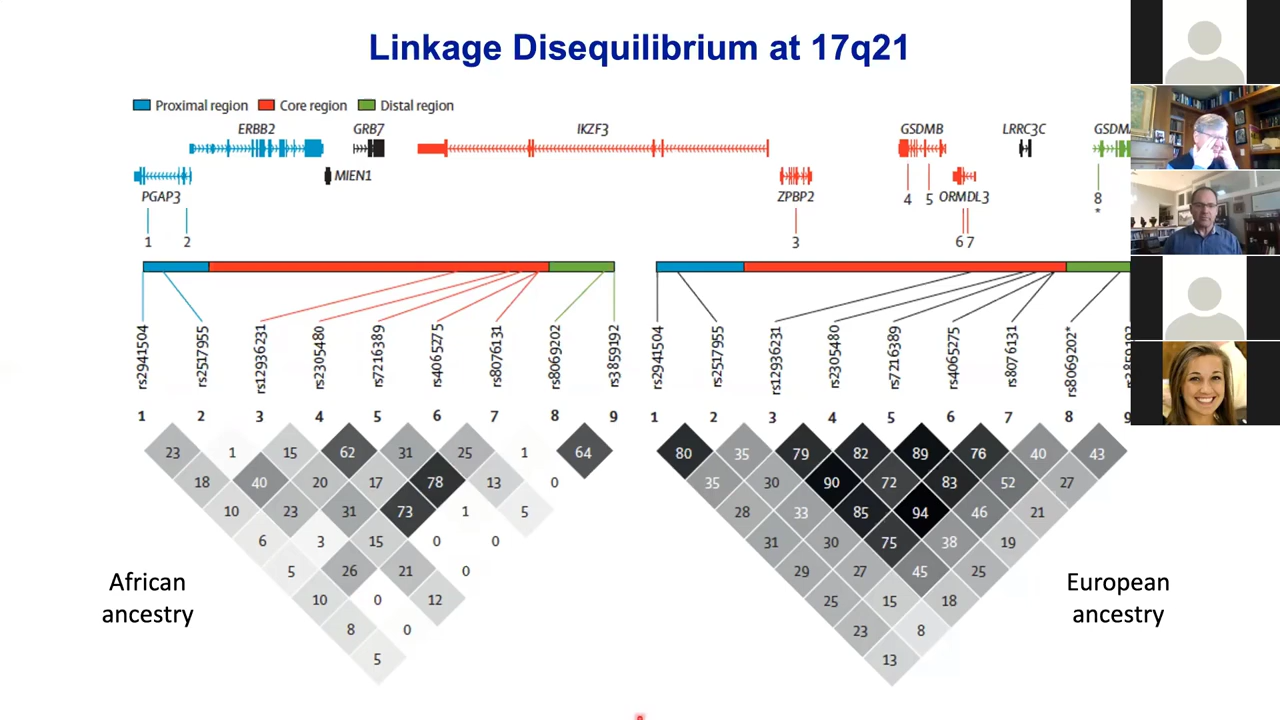 Linkage Disequilibrium at 17q21
Proximal region Core region Distal region
ERBB2 GRB7 IKZF3 GSDMB LRRC3C GSDM
MIEN1
PGAP3 ZPBP2 4 5 ORMDL3 8
*
1 2 3 6 7
rs2941504 rs2517955 rs12936231 rs2305480 rs7216389 rs4065275 rs8076131 rs8069202 rs3859192 rs2941504 rs2517955 rs12936231 rs2305480 rs7216389 rs4065275 rs8076131 rs8069202*
1 2 3 4 5 6 7 8 9 1 2 3 4 5 6 7 8 9
23 1 15 62 31 25 1 64 80 35 79 82 89 76 40 43
18 40 20 17 78 13 0 35 30 90 72 83 52 27
10 23 31 73 1 5 28 33 85 94 46 21
6 3 15 0 0 31 30 75 38 19
5 26 21 0 29 27 45 25
10 0 12 25 15 18
8 0 23 8
5 13
African
ancestry
European
ancestry